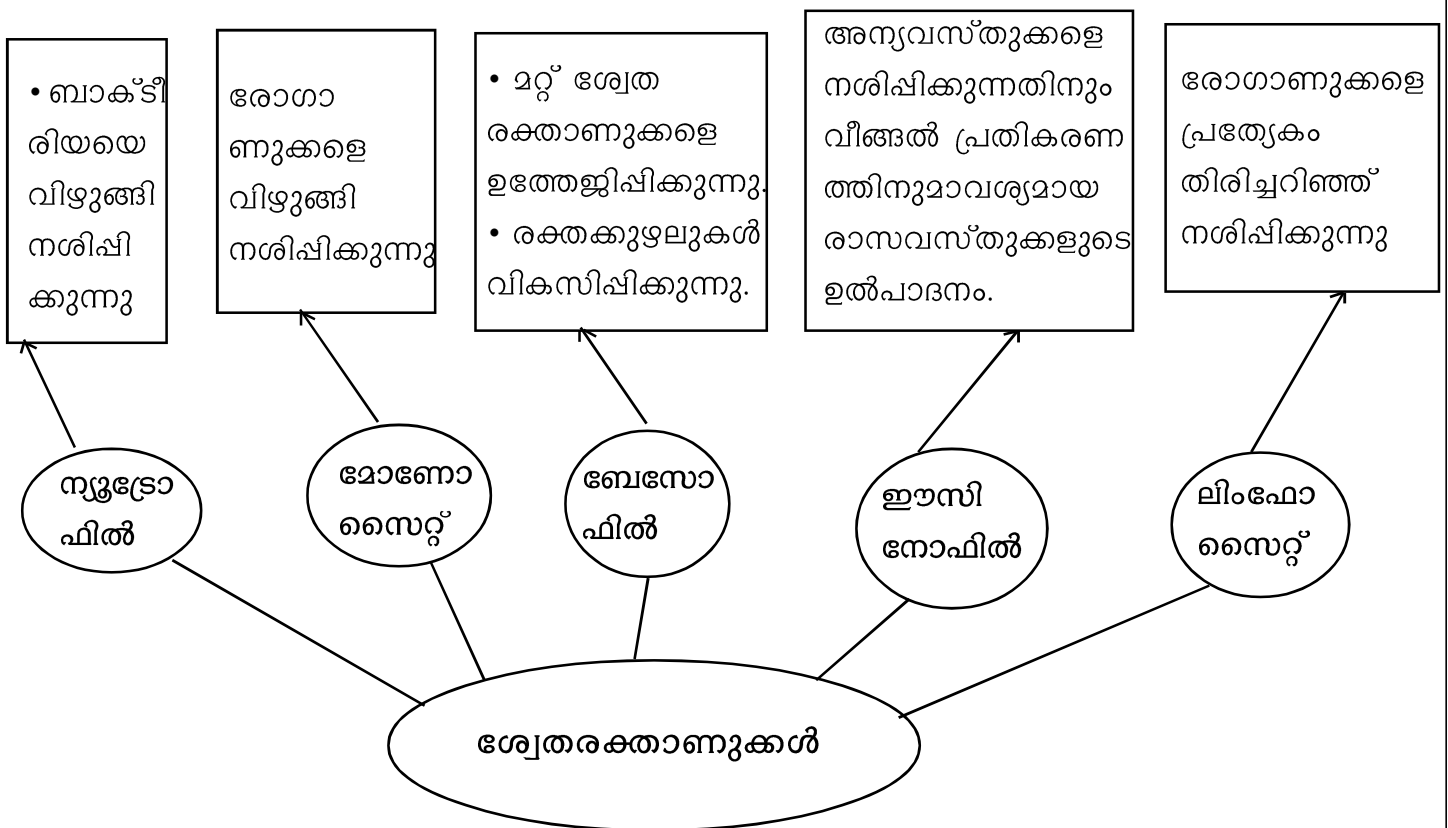 • ബാക്ടീ
രിയയെ
വിഴുങ്ങി
നശിപ്പി
ക്കുന്നു
രോഗാ
ണുക്കളെ
വിഴുങ്ങി
നശിപ്പിക്കുന്നു
• മറ്റ് ശ്വേത
രക്താണുക്കളെ
ഉത്തേജിപ്പിക്കുന്നു.
• രക്തക്കുഴലുകൾ
വികസിപ്പിക്കുന്നു.
അന്യവസ്തുക്കളെ
നശിപ്പിക്കുന്നതിനും
വീങ്ങൽ പ്രതികരണ
ത്തിനുമാവശ്യമായ
രാസവസ്തുക്കളുടെ
ഉൽപാദനം.
രോഗാണുക്കളെ
പ്രത്യേകം
തിരിച്ചറിഞ്ഞ്
നശിപ്പിക്കുന്നു
ന്യൂട്രോ
ഫിൽ
മോണോ
സൈറ്റ്
ബേസോ
ഫിൽ
ഈസി
നോഫിൽ
ലിംഫോ
സൈറ്റ്
ശ്വേതരക്താണുക്കൾ